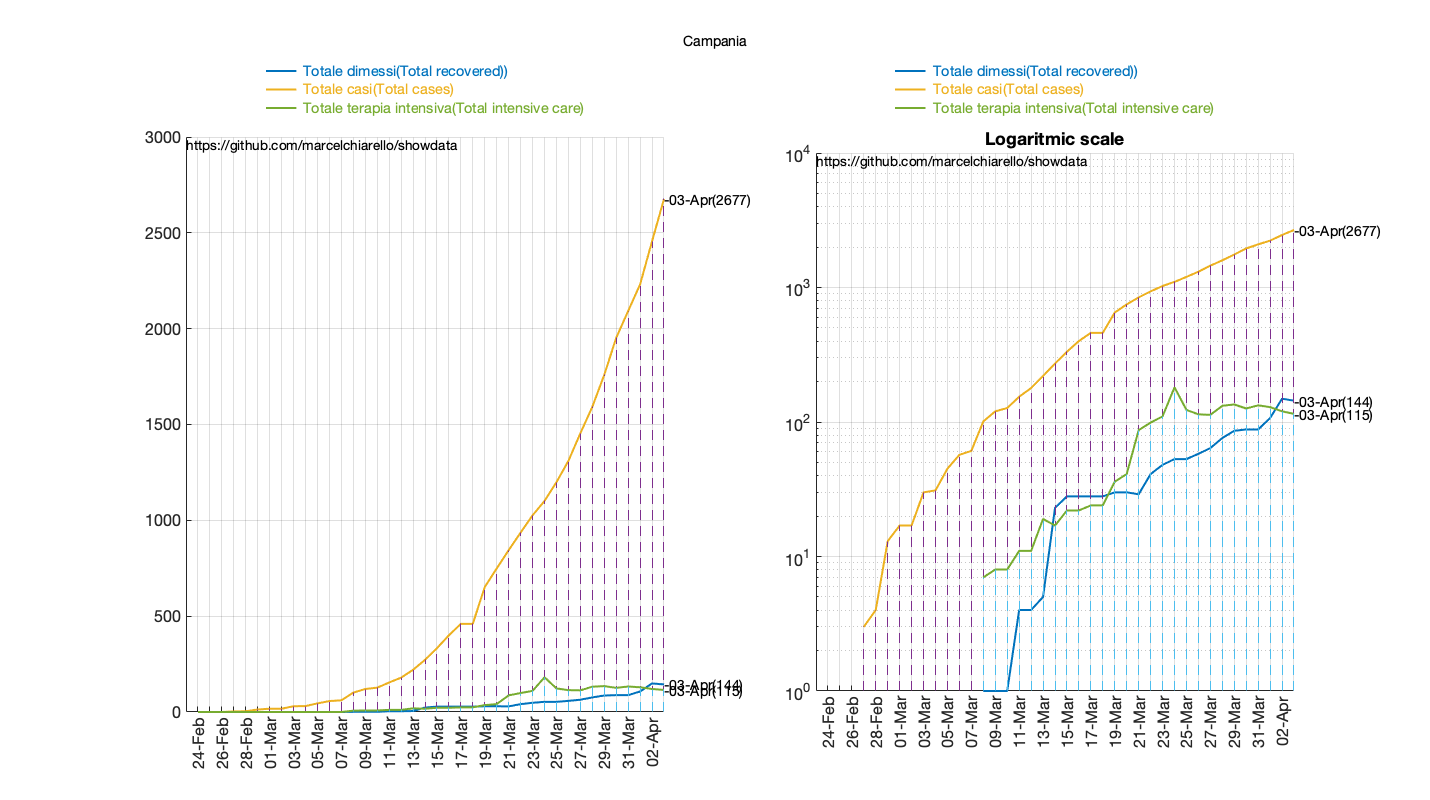 Campania
Totale dimessi(Total recovered))
Totale casi(Total cases)
Totale terapia intensiva(Total intensive care)
3000
2500
2000
1500
1000
500
0
https://github.com/marcelchiarello/showdata
-03-Apr(2677)
-03-Apr(144)
-03-Apr(115)
24-Feb
26-Feb
28-Feb
01-Mar
03-Mar
05-Mar
07-Mar
09-Mar
11-Mar
13-Mar
15-Mar
17-Mar
19-Mar
21-Mar
23-Mar
25-Mar
27-Mar
29-Mar
31-Mar
02-Apr
Totale dimessi(Total recovered))
Totale casi(Total cases)
Totale terapia intensiva(Total intensive care)
Logaritmic scale
10^4
10^3
10^2
10^1
10^0
https://github.com/marcelchiarello/showdata
-03-Apr(2677)
-03-Apr(144)
-03-Apr(115)
24-Feb
26-Feb
28-Feb
01-Mar
03-Mar
05-Mar
07-Mar
09-Mar
11-Mar
13-Mar
15-Mar
17-Mar
19-Mar
21-Mar
23-Mar
25-Mar
27-Mar
29-Mar
31-Mar
02-Apr